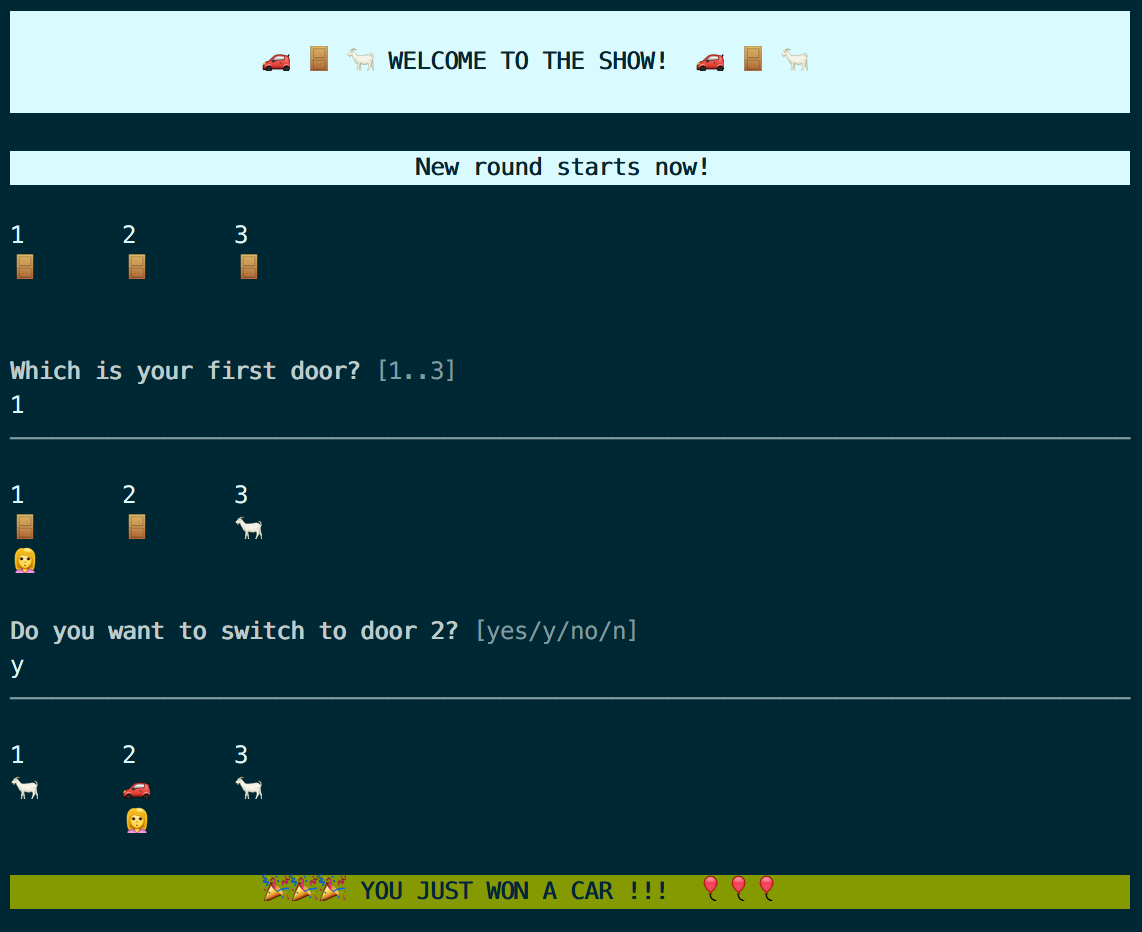 WELCOME TO THE SHOW!
New round starts now!
1 2 3
Which is your first door? [1..3]
1
1 2 3
Do you want to switch to door 2? [yes/y/no/n]
y
1 2 3
YOU JUST WON A CAR !!!